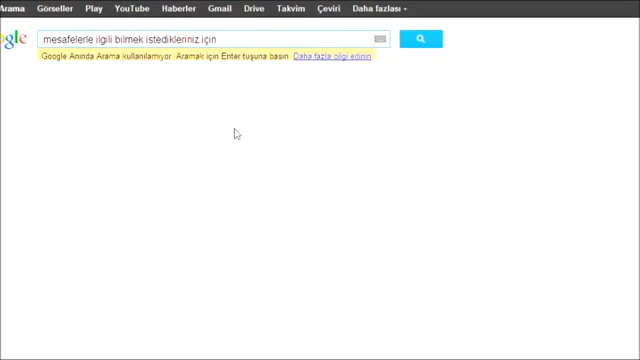 Arama Görseller Play YouTube Haberler Gmail Drive Takvim Çeviri Daha fazlası
ogle mesafelerle ilgili bilmek istedikleriniz için
Google Anında Arama kullanılamıyor. Aramak için Enter tuşuna basın. Daha fazla bilgi edinin